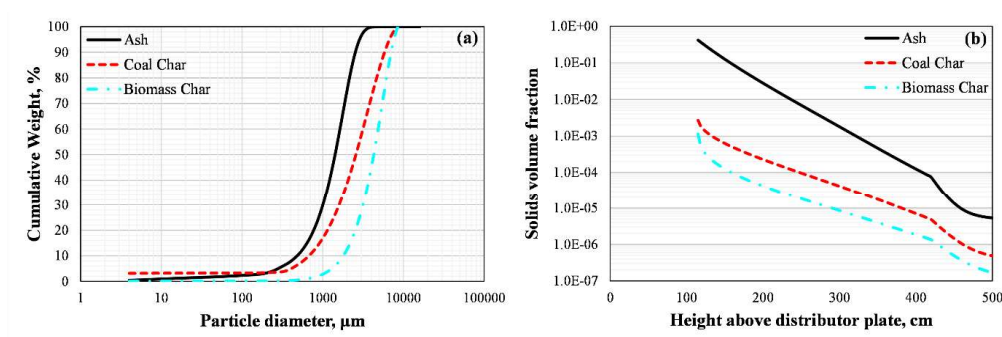 100
90
80
70
60
50
40
30
20
10
0
Cumulative Weight, %
Ash
Coal Char
Biomass Char
(a)
1 10 100 1000 10000 100000
Particle diameter, µm
1.0E+00
1.0E-01
1.0E-02
1.0E-03
1.0E-04
1.0E-05
1.0E-06
1.0E-07
Solids volume fraction
Ash
Coal Char
Biomass Char
(b)
0 100 200 300 400 500
Height above distributor plate, cm